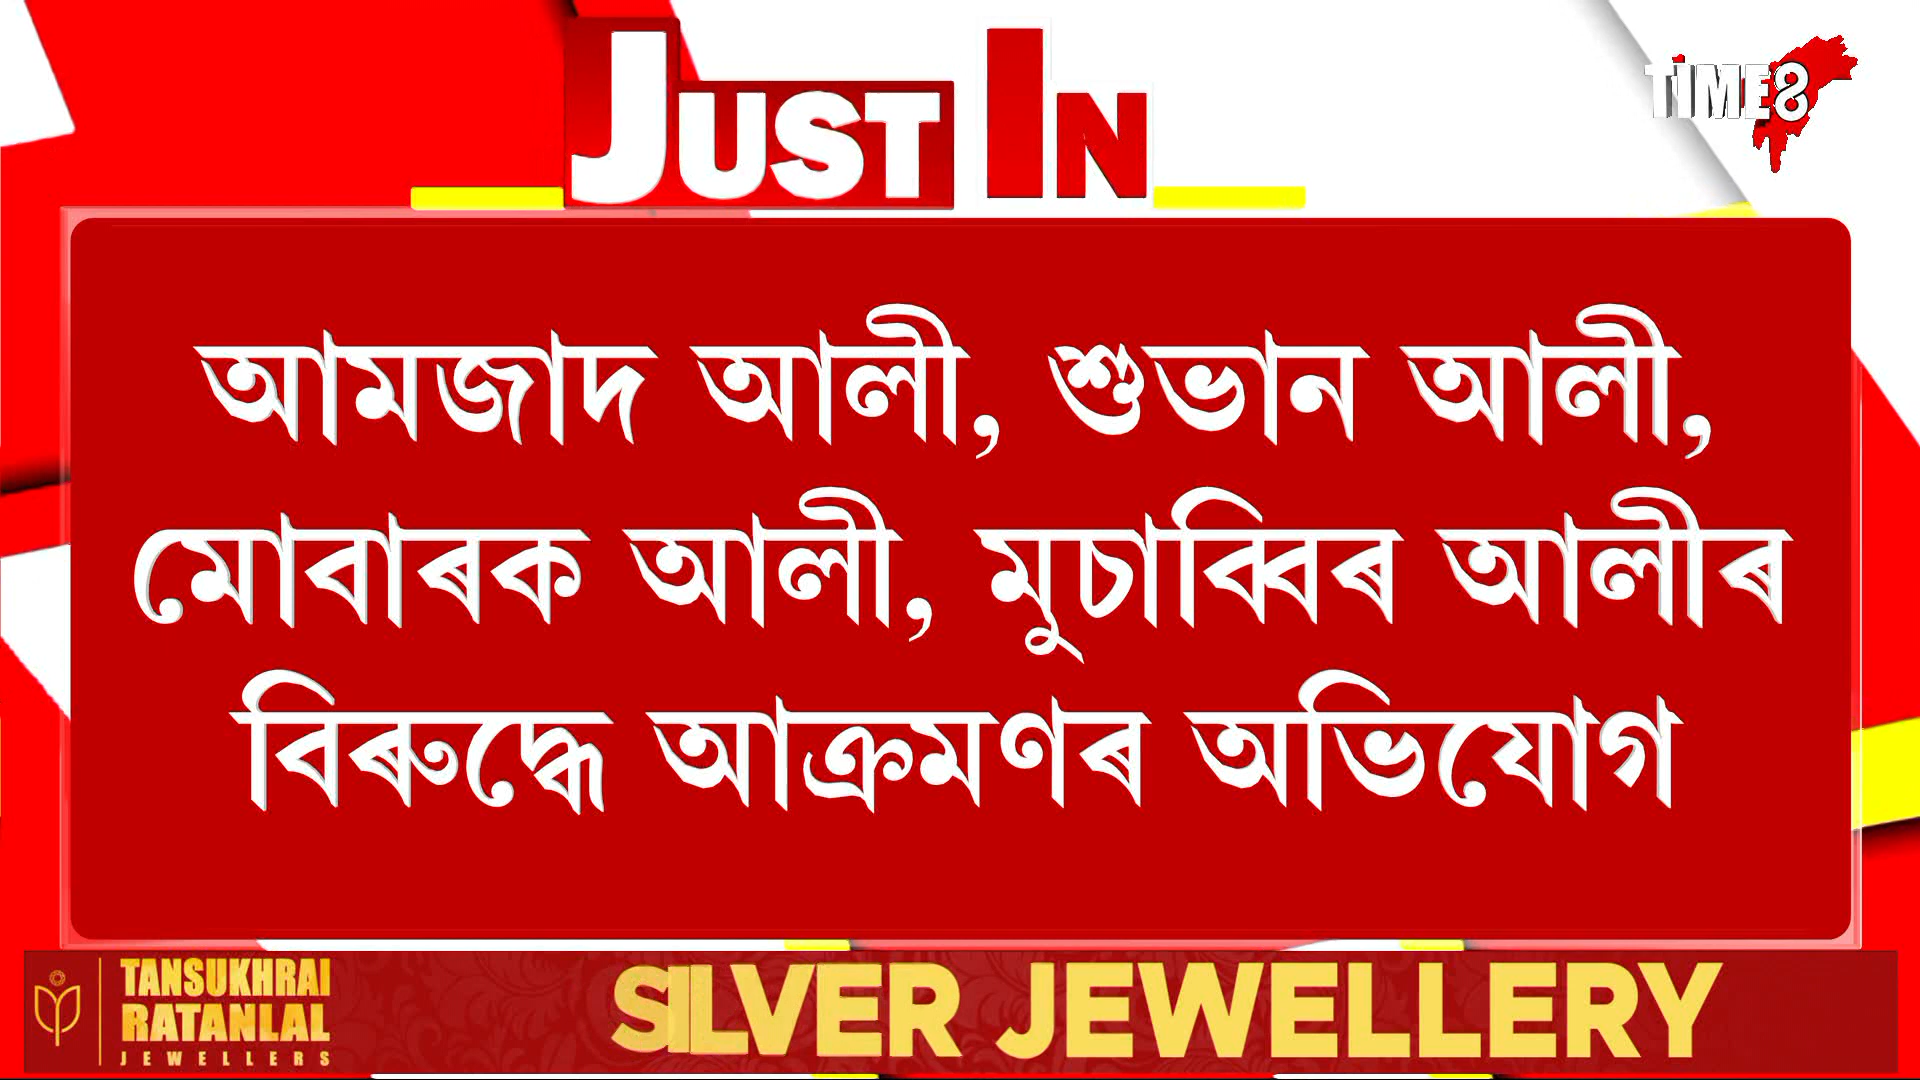 JUST IN
TIME8
আমজাদ আলী, শুভান আলী,
মোবাৰক আলী, মুচাব্বিৰ আলীৰ
বিৰুদ্ধে আক্ৰমণৰ অভিযোগ
TANSUKHRAI
RATANLAL
JEWELLERS
SILVER JEWELLERY